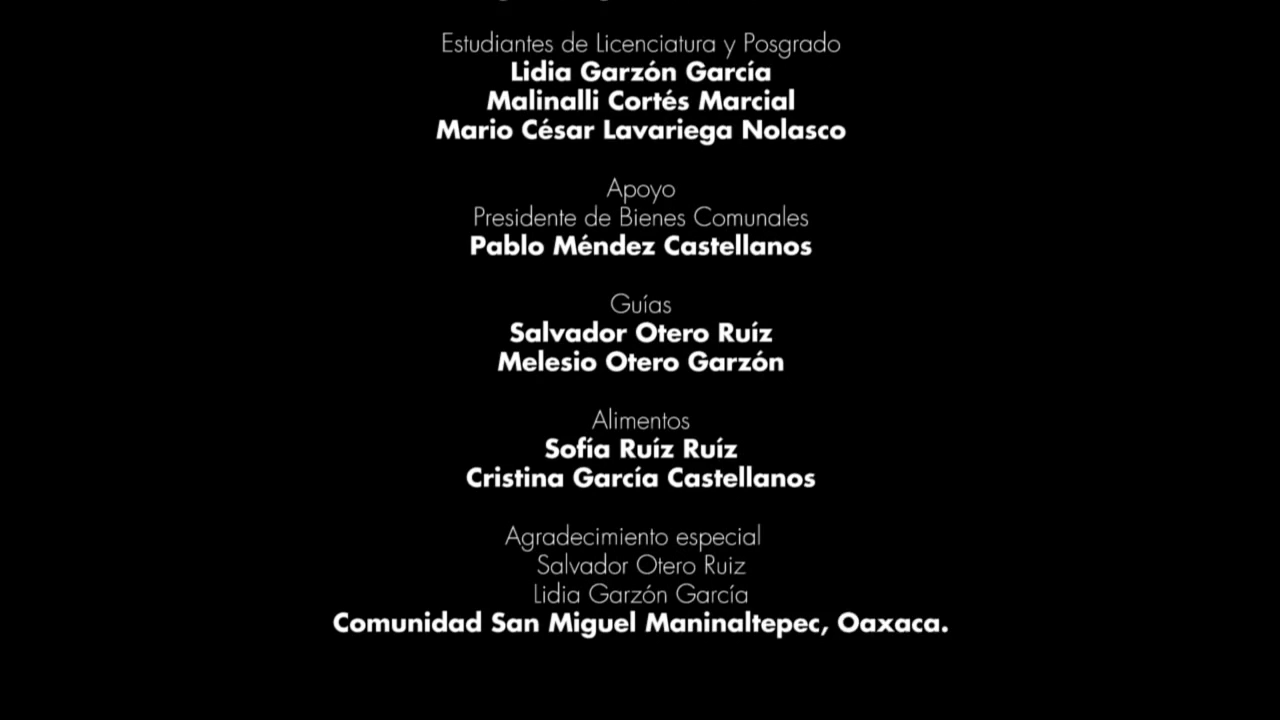 Estudiantes de Licenciatura y Posgrado
Lidia Garzón García
Malinalli Cortés Marcial
Mario César Lavariega Nolasco
Apoyo
Presidente de Bienes Comunales
Pablo Méndez Castellanos
Guías
Salvador Otero Ruíz
Melesio Otero Garzón
Alimentos
Sofía Ruíz Ruíz
Cristina García Castellanos
Agradecimiento especial
Salvador Otero Ruiz
Lidia Garzón García
Comunidad San Miguel Maninaltepec, Oaxaca.